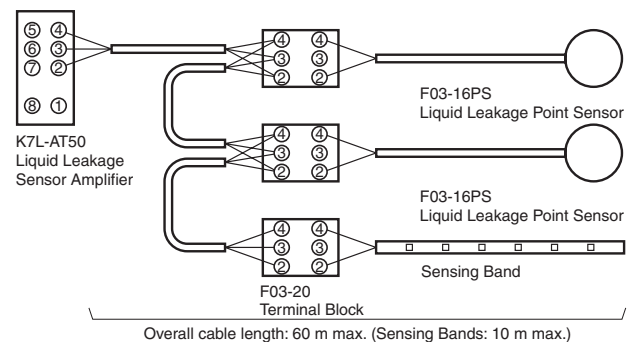 ⑤ ④
⑥ ③
⑦ ②
⑧ ①
K7L-AT50
Liquid Leakage
Sensor Amplifier
④ ④
③ ③
② ②
F03-16PS
Liquid Leakage Point Sensor
④ ④
③ ③
② ②
F03-16PS
Liquid Leakage Point Sensor
④ ④
③ ③
② ②
Sensing Band
F03-20
Terminal Block
Overall cable length: 60 m max. (Sensing Bands: 10 m max.)